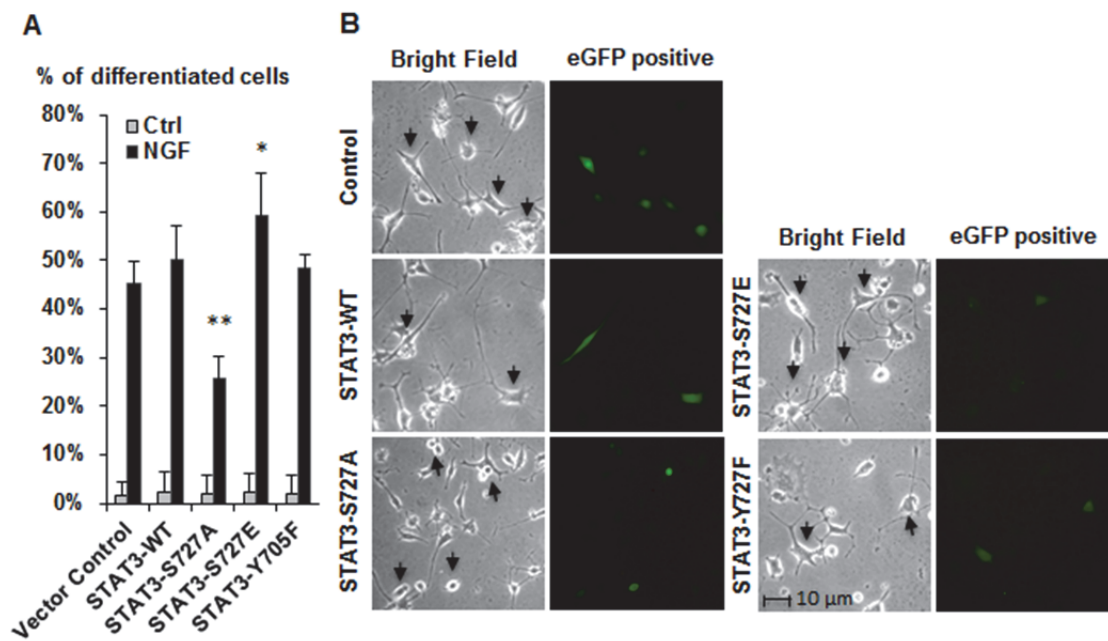 A
% of differentiated cells
80%
70%
60%
50%
40%
30%
20%
10%
0%
Ctrl
NGF
*
**
Vector Control
STAT3-WT
STAT3-S727A
STAT3-S727E
STAT3-Y705F
B
Bright Field eGFP positive
Control
STAT3-WT
STAT3-S727A
Bright Field eGFP positive
STAT3-S727E
STAT3-Y727F
10 µm